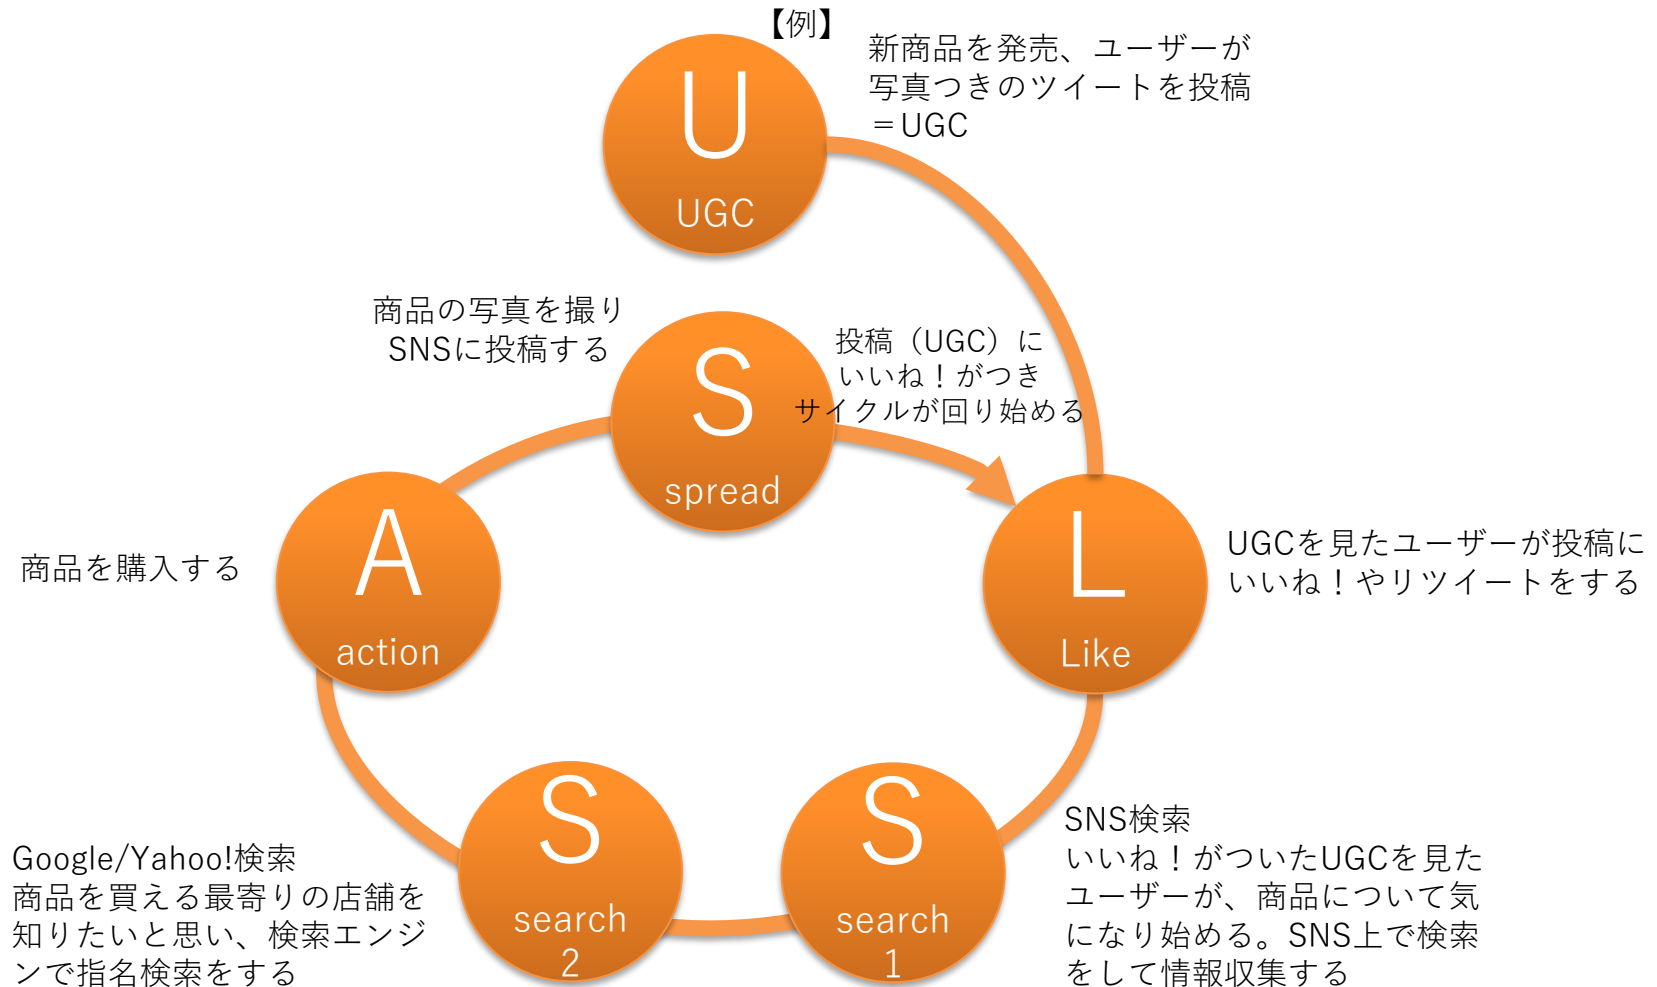 【例】
新商品を発売、ユーザーが
写真つきのツイートを投稿
＝UGC
U
UGC
商品の写真を撮り
SNSに投稿する
S
spread
投稿（UGC）に
いいね！がつき
サイクルが回り始める
L
Like
UGCを見たユーザーが投稿に
いいね！やリツイートをする
A
action
商品を購入する
S
search
1
SNS検索
いいね！がついたUGCを見た
ユーザーが、商品について気
になり始める。SNS上で検索
をして情報収集する
S
search
2
Google/Yahoo!検索
商品を買える最寄りの店舗を
知りたいと思い、検索エンジ
ンで指名検索をする